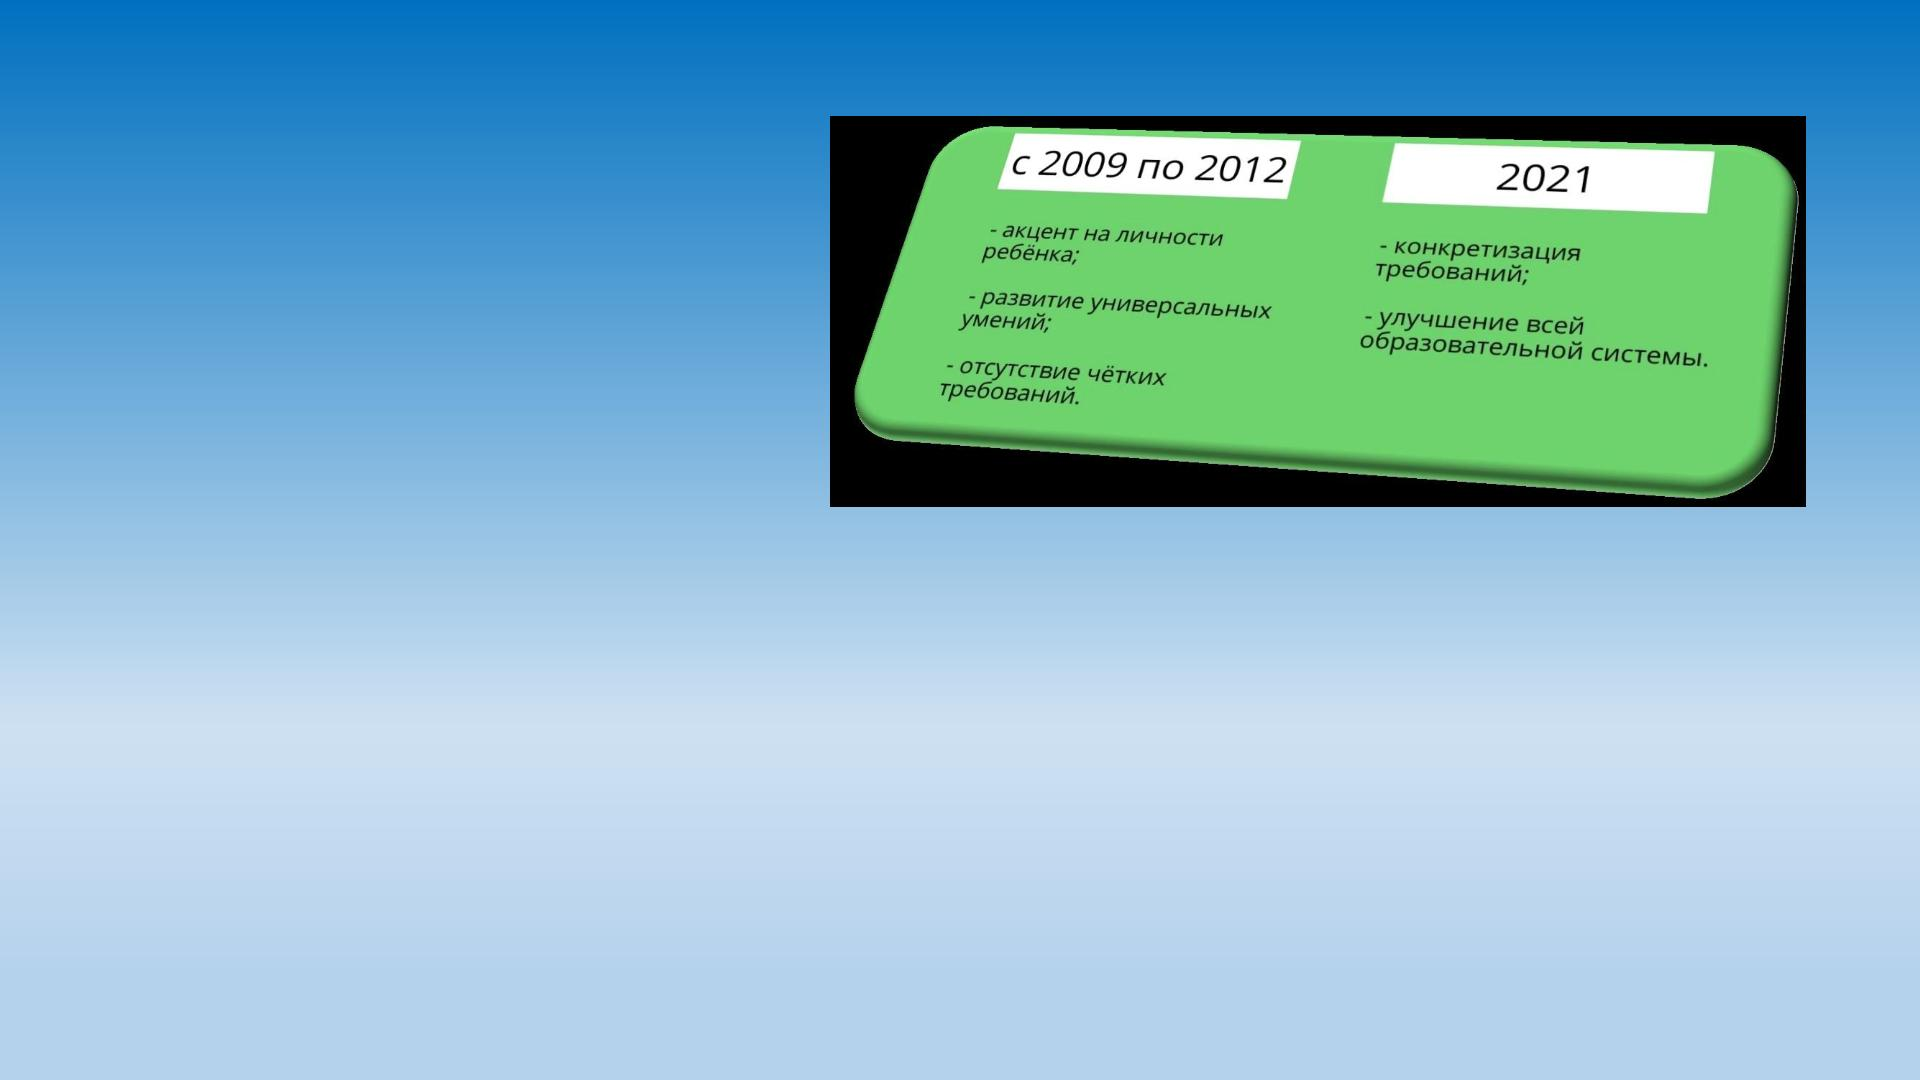 с 2009 по 2012
- акцент на личности
ребёнка;
- развитие универсальных
умений;
- отсутствие чётких
требований.
2021
- конкретизация
требований;
- улучшение всей
образовательной системы.